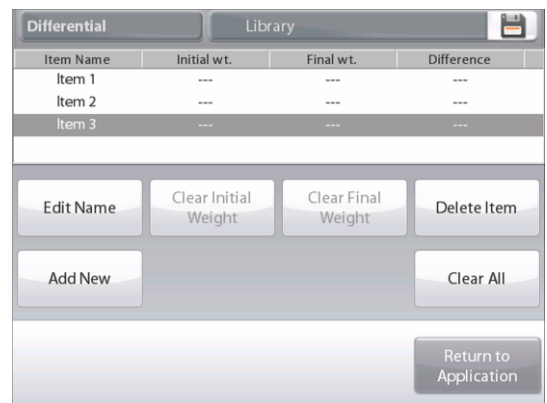 Differential Library
Item Name Initial wt. Final wt. Difference
Item 1 --- --- ---
Item 2 --- --- ---
Item 3 --- --- ---
Edit Name Clear Initial Weight Clear Final Weight Delete Item
Add New Clear All
Return to
Application